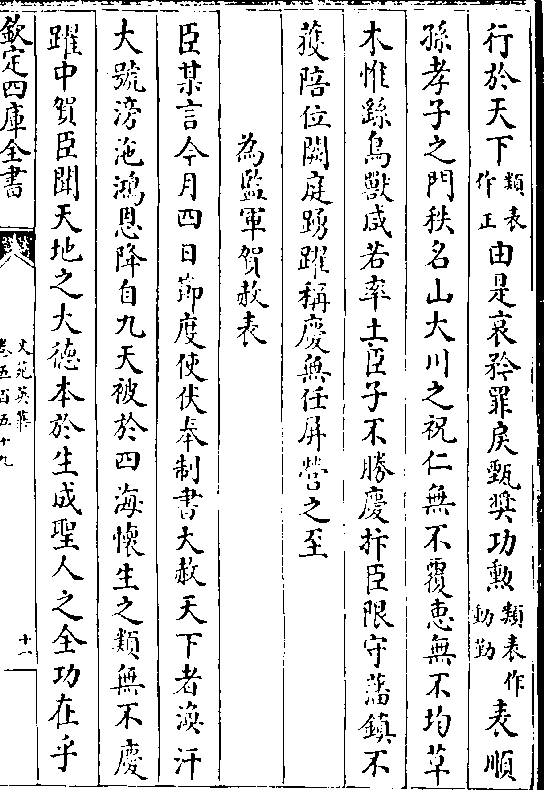 行於天下類表作正由是哀矜罪戾甄奬功勲類表作勤勤表順
孫孝子之門秩名山大川之祝仁無不覆恵無不均草
木惟繇鳥獸咸若率土臣子不勝慶抃臣限守藩鎮不
獲陪位闕庭踴躍稱慶無任屏營之至
為監軍賀赦表
臣某言今月四日節度使伏奉制書大赦天下者渙汗
大號滂沲鴻恩降自九天被於四海懐生之類無不慶
躍中賀臣聞天地之大徳本於生成聖人之全功在乎
欽定四庫全書
文苑英華
卷五百五十九
十一